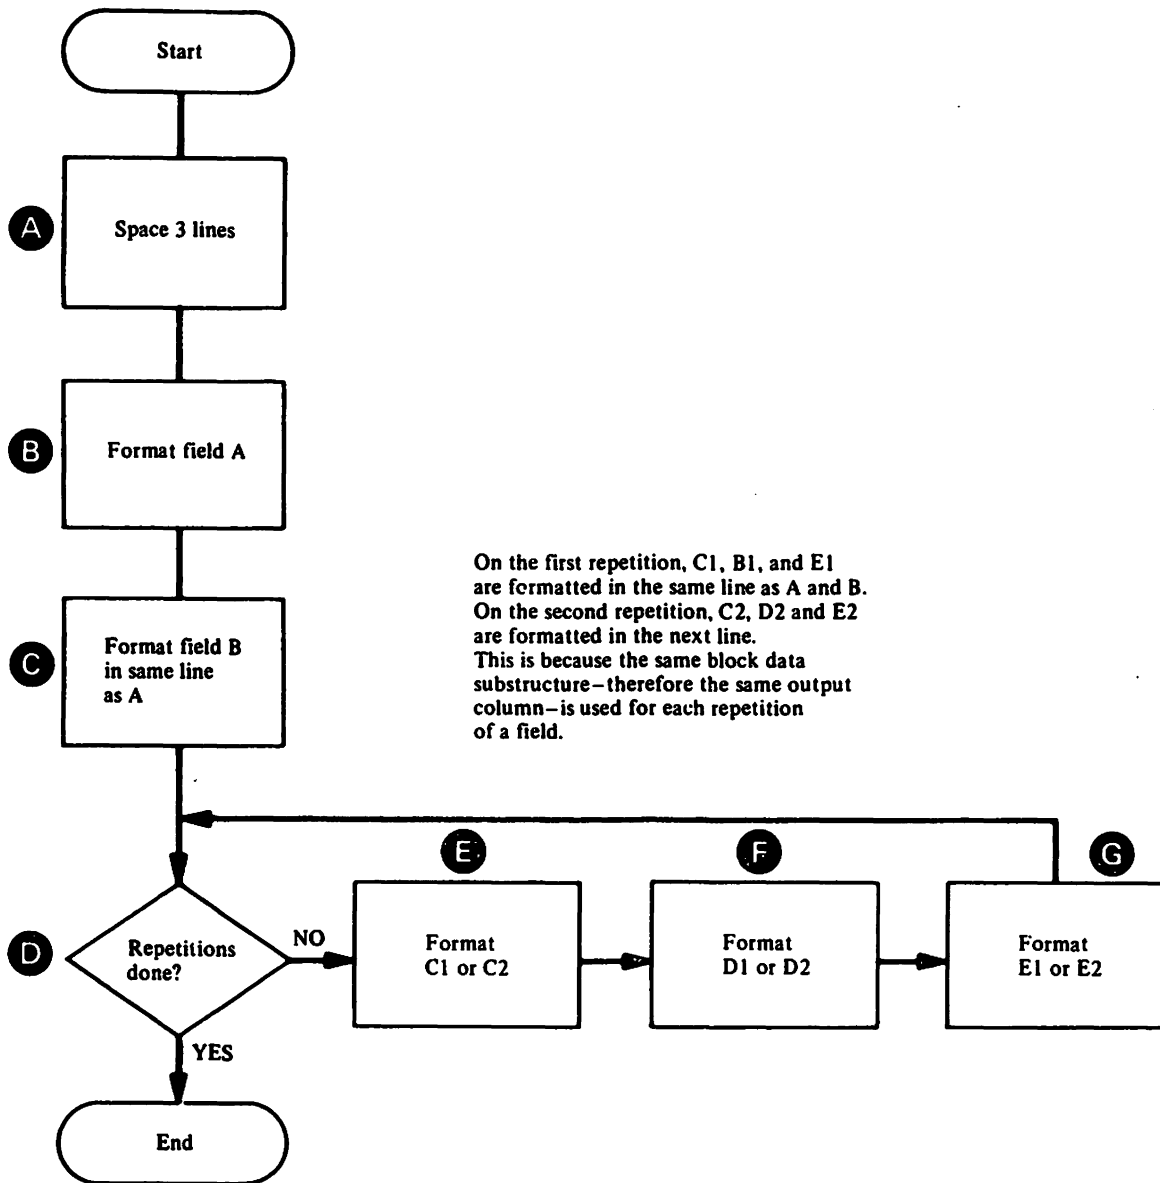 Start
A
Space 3 lines
B
Format field A
C
Format field B
in same line
as A
On the first repetition, C1, B1, and E1
are formatted in the same line as A and B.
On the second repetition, C2, D2 and E2
are formatted in the next line.
This is because the same block data
substructure–therefore the same output
column–is used for each repetition
of a field.
D
Repetitions
done?
NO
E
Format
C1 or C2
F
Format
D1 or D2
G
Format
E1 or E2
YES
End